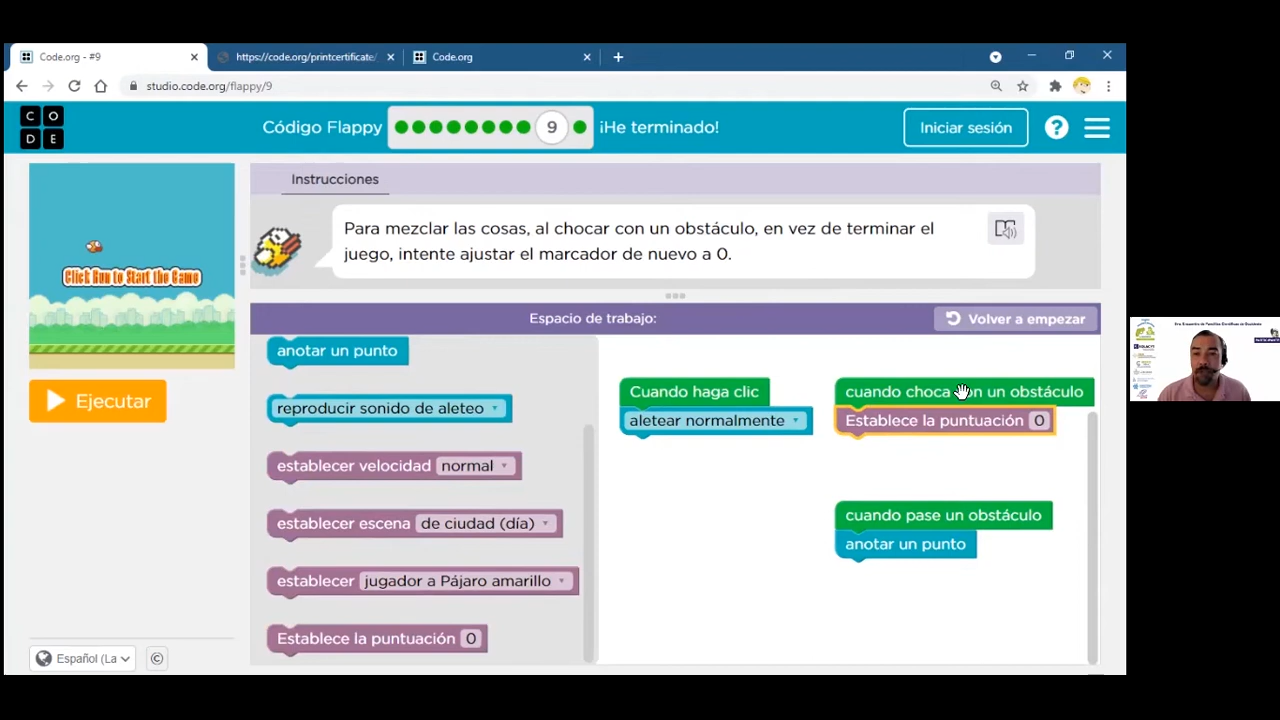 Code.org - #9
https://code.org/printcertificate/
Code.org
studio.code.org/flappy/9
CODE
Código Flappy
9
¡He terminado!
Iniciar sesión
?
Instrucciones
Para mezclar las cosas, al chocar con un obstáculo, en vez de terminar el
juego, intente ajustar el marcador de nuevo a 0.
Click Run to Start the Game
Ejecutar
Espacio de trabajo:
Volver a empezar
anotar un punto
reproducir sonido de aleteo
establecer velocidad normal
establecer escena de ciudad (día)
establecer jugador a Pájaro amarillo
Establece la puntuación 0
Cuando haga clic
aletear normalmente
cuando choca con un obstáculo
Establece la puntuación 0
cuando pase un obstáculo
anotar un punto
Español (La
©